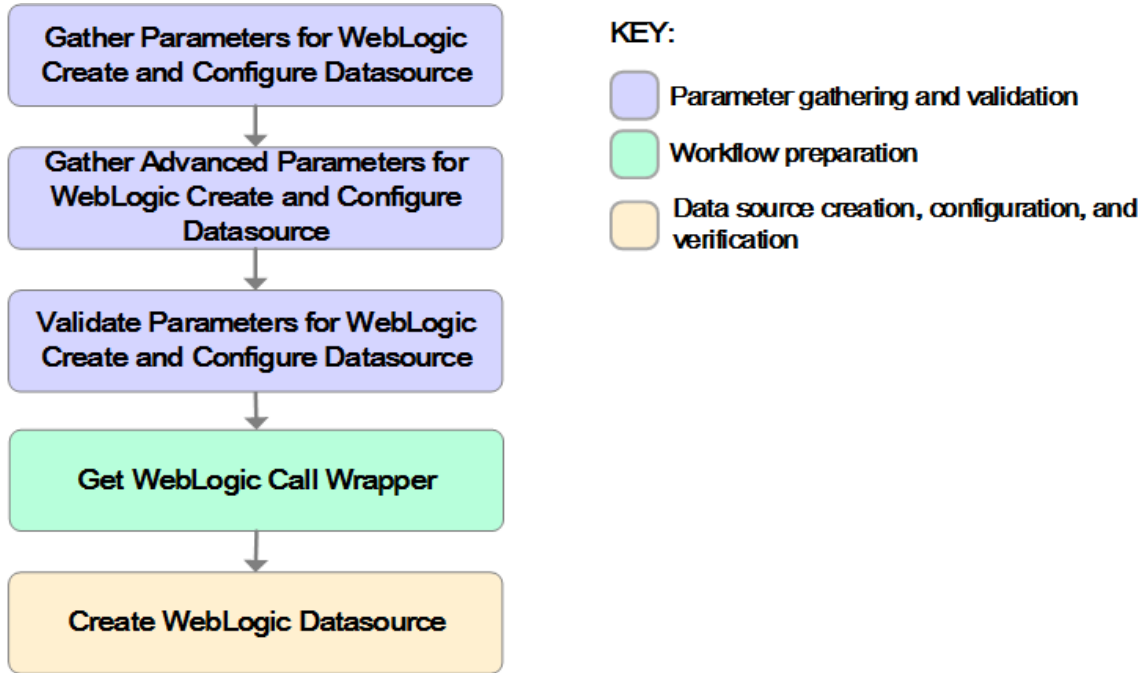 Gather Parameters for WebLogic
Create and Configure Datasource
Gather Advanced Parameters for
WebLogic Create and Configure
Datasource
Validate Parameters for WebLogic
Create and Configure Datasource
Get WebLogic Call Wrapper
Create WebLogic Datasource
KEY:
Parameter gathering and validation
Workflow preparation
Data source creation, configuration, and
verification